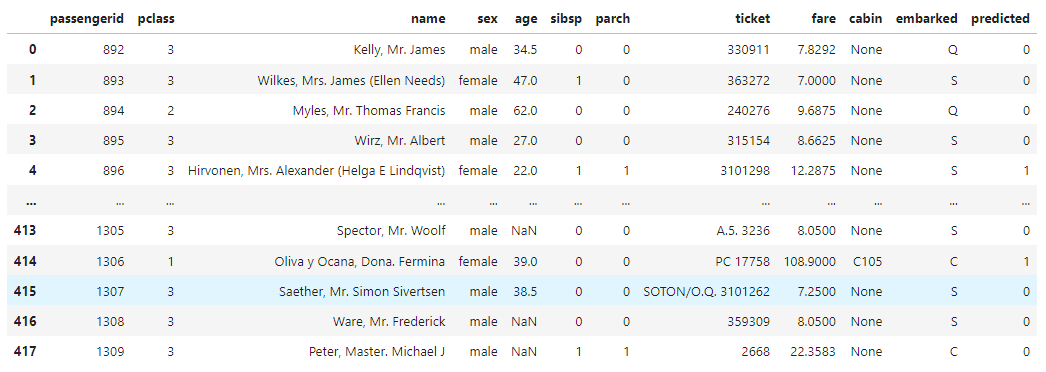 passengerid pclass name sex age sibsp parch ticket fare cabin embarked predicted
0 892 3 Kelly, Mr. James male 34.5 0 0 330911 7.8292 None Q 0
1 893 3 Wilkes, Mrs. James (Ellen Needs) female 47.0 1 0 363272 7.0000 None S 0
2 894 2 Myles, Mr. Thomas Francis male 62.0 0 0 240276 9.6875 None Q 0
3 895 3 Wirz, Mr. Albert male 27.0 0 0 315154 8.6625 None S 0
4 896 3 Hirvonen, Mrs. Alexander (Helga E Lindqvist) female 22.0 1 1 3101298 12.2875 None S 1
... ... ... ... ... ... ... ... ... ... ... ... ...
413 1305 3 Spector, Mr. Woolf male NaN 0 0 A.5. 3236 8.0500 None S 0
414 1306 1 Oliva y Ocana, Dona. Fermina female 39.0 0 0 PC 17758 108.9000 C105 C 1
415 1307 3 Saether, Mr. Simon Sivertsen male 38.5 0 0 SOTON/O.Q. 3101262 7.2500 None S 0
416 1308 3 Ware, Mr. Frederick male NaN 0 0 359309 8.0500 None S 0
417 1309 3 Peter, Master. Michael J male NaN 1 1 2668 22.3583 None C 0